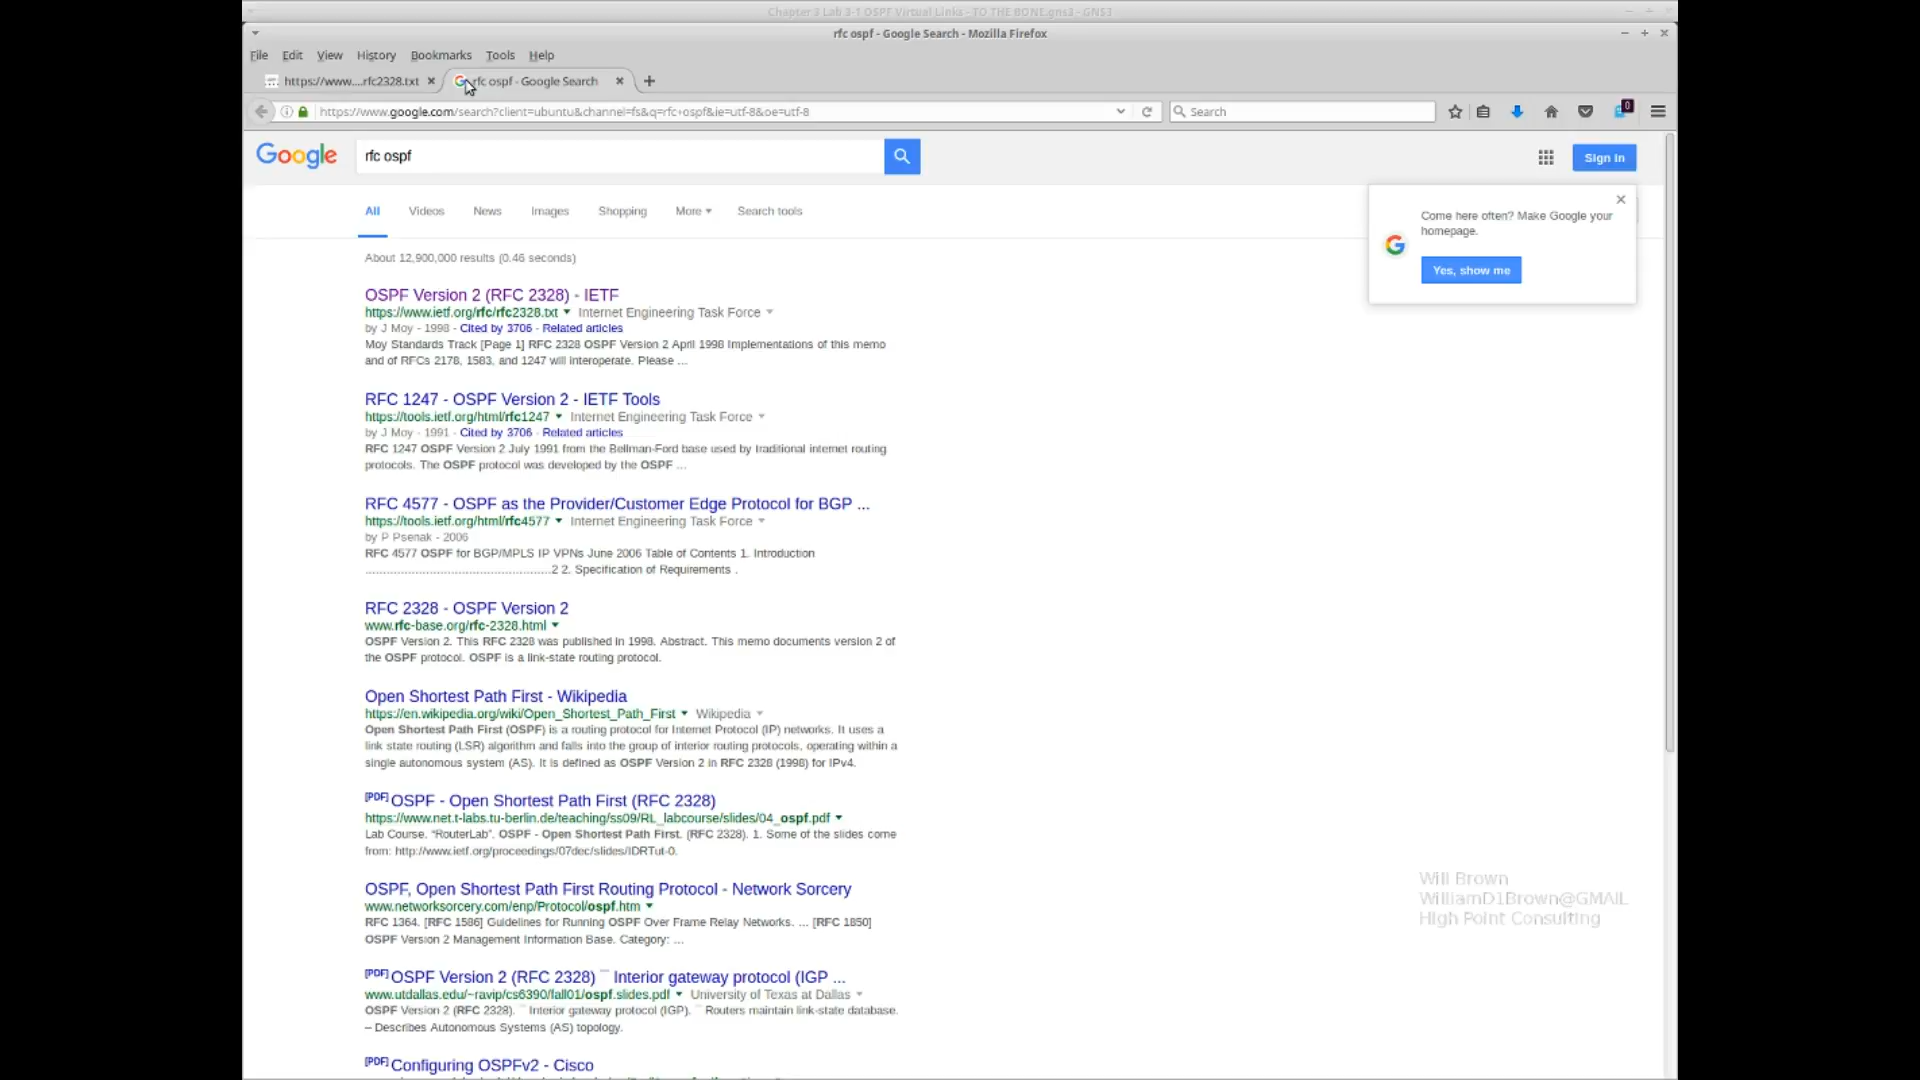 Chapter 3 Lab 3-1 OSPF Virtual Links - TO THE BONE.gns3 - GNS3
rfc ospf - Google Search - Mozilla Firefox
File Edit View History Bookmarks Tools Help
https://www....rfc2328.txt rfc ospf - Google Search
https://www.google.com/search?client=ubuntu&channel=fs&q=rfc+ospf&ie=utf-8&oe=utf-8 Search 0
Google rfc ospf Sign in
All Videos News Images Shopping More Search tools
Come here often? Make Google your
homepage.
Yes, show me
About 12,900,000 results (0.46 seconds)
OSPF Version 2 (RFC 2328) - IETF
https://www.ietf.org/rfc/rfc2328.txt Internet Engineering Task Force
by J Moy - 1998 - Cited by 3706 - Related articles
Moy Standards Track [Page 1] RFC 2328 OSPF Version 2 April 1998 Implementations of this memo
and of RFCs 2178, 1583, and 1247 will interoperate. Please ...
RFC 1247 - OSPF Version 2 - IETF Tools
https://tools.ietf.org/html/rfc1247 Internet Engineering Task Force
by J Moy - 1991 - Cited by 3706 - Related articles
RFC 1247 OSPF Version 2 July 1991 from the Bellman-Ford base used by traditional internet routing
protocols. The OSPF protocol was developed by the OSPF ...
RFC 4577 - OSPF as the Provider/Customer Edge Protocol for BGP ...
https://tools.ietf.org/html/rfc4577 Internet Engineering Task Force
by P Psenak - 2006
RFC 4577 OSPF for BGP/MPLS IP VPNs June 2006 Table of Contents 1. Introduction
.....................................................2 2. Specification of Requirements .
RFC 2328 - OSPF Version 2
www.rfc-base.org/rfc-2328.html
OSPF Version 2. This RFC 2328 was published in 1998. Abstract. This memo documents version 2 of
the OSPF protocol. OSPF is a link-state routing protocol.
Open Shortest Path First - Wikipedia
https://en.wikipedia.org/wiki/Open_Shortest_Path_First Wikipedia
Open Shortest Path First (OSPF) is a routing protocol for Internet Protocol (IP) networks. It uses a
link state routing (LSR) algorithm and falls into the group of interior routing protocols, operating within a
single autonomous system (AS). It is defined as OSPF Version 2 in RFC 2328 (1998) for IPv4.
[PDF] OSPF - Open Shortest Path First (RFC 2328)
https://www.net.t-labs.tu-berlin.de/teaching/ss09/RL_labcourse/slides/04_ospf.pdf
Lab Course. "RouterLab". OSPF - Open Shortest Path First. (RFC 2328). 1. Some of the slides come
from: http://www.ietf.org/proceedings/07dec/slides/IDRTut-0.
OSPF, Open Shortest Path First Routing Protocol - Network Sorcery
www.networksorcery.com/enp/Protocol/ospf.htm
RFC 1364. [RFC 1586] Guidelines for Running OSPF Over Frame Relay Networks. ... [RFC 1850]
OSPF Version 2 Management Information Base. Category: ...
[PDF] OSPF Version 2 (RFC 2328) ¯ Interior gateway protocol (IGP ...
www.utdallas.edu/~ravip/cs6390/fall01/ospf.slides.pdf University of Texas at Dallas
OSPF Version 2 (RFC 2328). ¯ Interior gateway protocol (IGP). ¯ Routers maintain link-state database.
– Describes Autonomous Systems (AS) topology.
[PDF] Configuring OSPFv2 - Cisco
Will Brown
WilliamD1Brown@GMAIL
High Point Consulting